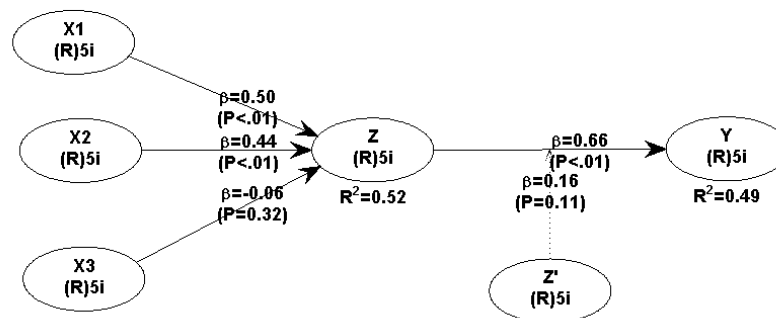 X1
(R)5i
β=0.50
(P<.01)
X2
(R)5i
β=0.44
(P<.01)
Z
(R)5i
R²=0.52
β=0.66
(P<.01)
Y
(R)5i
R²=0.49
β=-0.06
(P=0.32)
β=0.16
(P=0.11)
X3
(R)5i
Z'
(R)5i